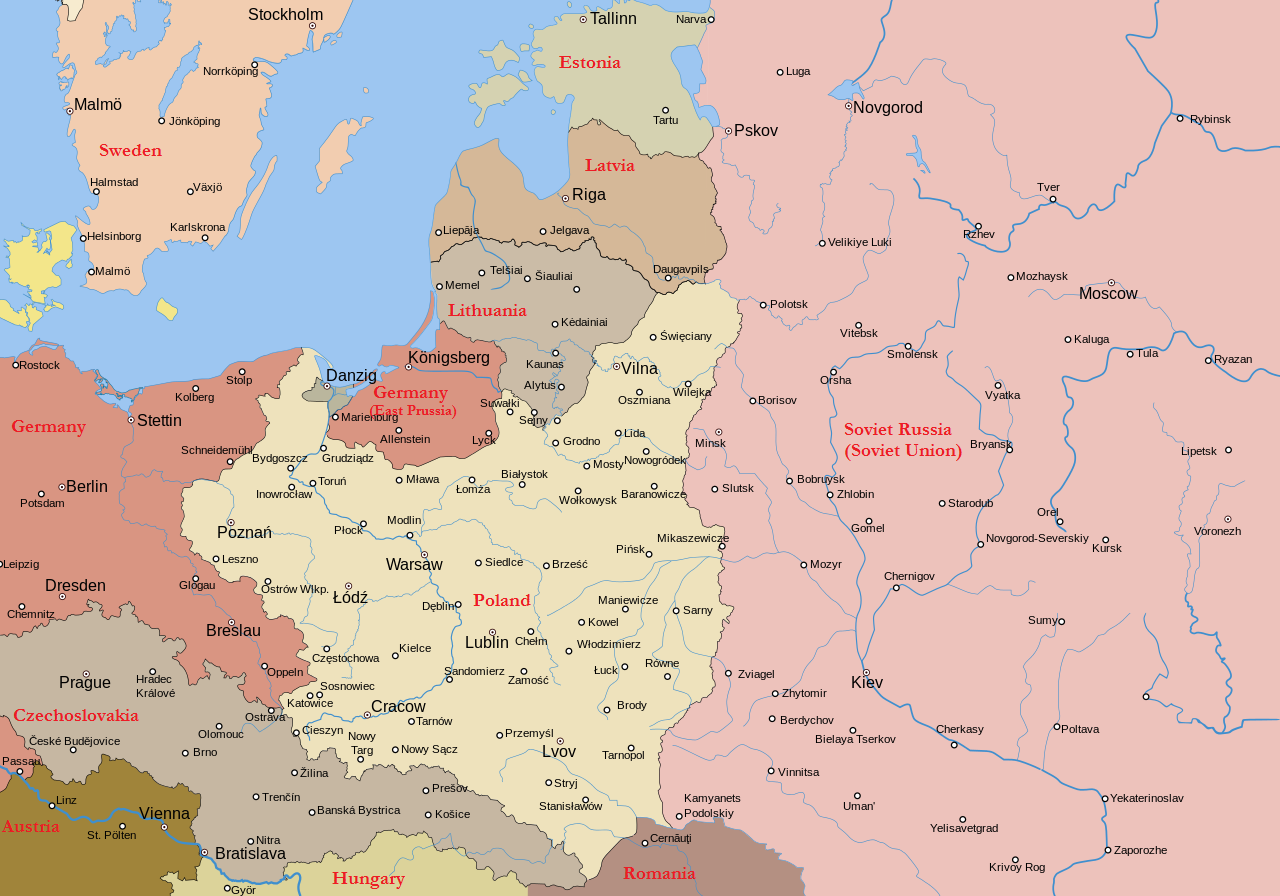 Stockholm
Tallinn
Narva
Norrköping
Estonia
Luga
Malmö
Novgorod
Jönköping
Tartu
Pskov
Rybinsk
Sweden
Latvia
Halmstad
Växjö
Riga
Tver
Karlskrona
Liepāja
Jelgava
Helsinborg
Rzhev
Velikiye Luki
Malmö
Telšiai
Šiauliai
Daugavpils
Mozhaysk
Memel
Moscow
Lithuania
Polotsk
Kėdainiai
Vitebsk
Święciany
Kaluga
Smolensk
Tula
Ryazan
Rostock
Königsberg
Kaunas
Vilna
Stolp
Danzig
Orsha
Kolberg
Germany
(East Prussia)
Alytus
Oszmiana
Wilejka
Vyatka
Borisov
Suwałki
Sejny
Marienburg
Stettin
Germany
Allenstein
Lyck
Grodno
Lida
Minsk
Soviet Russia
(Soviet Union)
Bryansk
Schneidemühl
Bydgoszcz
Grudziądz
Nowogródek
Lipetsk
Mosty
Berlin
Potsdam
Inowrocław
Toruń
Mława
Łomża
Białystok
Wołkowysk
Baranowicze
Slutsk
Bobruysk
Zhlobin
Starodub
Orel
Poznań
Płock
Modlin
Gomel
Voronezh
Mikaszewicze
Novgorod-Severskiy
Kursk
Leszno
Warsaw
Siedlce
Brześć
Pińsk
Mozyr
Leipzig
Dresden
Glogau
Ostrów Wlkp.
Łódź
Chernigov
Chemnitz
Dęblin
Poland
Maniewicze
Sarny
Breslau
Kowel
Sumy
Lublin
Chełm
Włodzimierz
Kielce
Częstochowa
Sandomierz
Zamość
Łuck
Równe
Oppeln
Zviagel
Kiev
Prague
Hradec
Králové
Sosnowiec
Katowice
Zhytomir
Czechoslovakia
Ostrava
Cracow
Brody
Tarnów
Berdychov
Olomouc
Cieszyn
Nowy
Targ
Przemyśl
Bielaya Tserkov
Cherkasy
Poltava
České Budějovice
Brno
Nowy Sącz
Lvov
Tarnopol
Passau
Žilina
Vinnitsa
Stryj
Linz
Trenčín
Prešov
Stanisławów
Kamyanets
Podolskiy
Uman'
Yekaterinoslav
Vienna
Banská Bystrica
Košice
Austria
St. Pölten
Yelisavetgrad
Nitra
Cernăuți
Bratislava
Zaporozhe
Krivoy Rog
Hungary
Romania
Györ